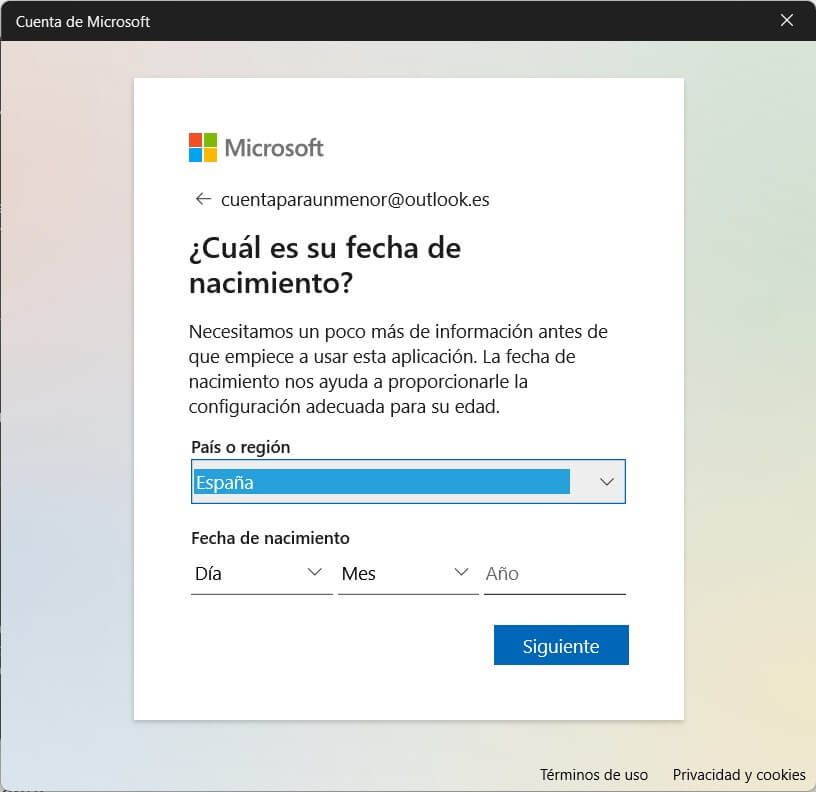 Cuenta de Microsoft
Microsoft
cuentaparaunmenor@outlook.es
¿Cuál es su fecha de
nacimiento?
Necesitamos un poco más de información antes de
que empiece a usar esta aplicación. La fecha de
nacimiento nos ayuda a proporcionarle la
configuración adecuada para su edad.
País o región
España
Fecha de nacimiento
Día Mes Año
Siguiente
Términos de uso Privacidad y cookies